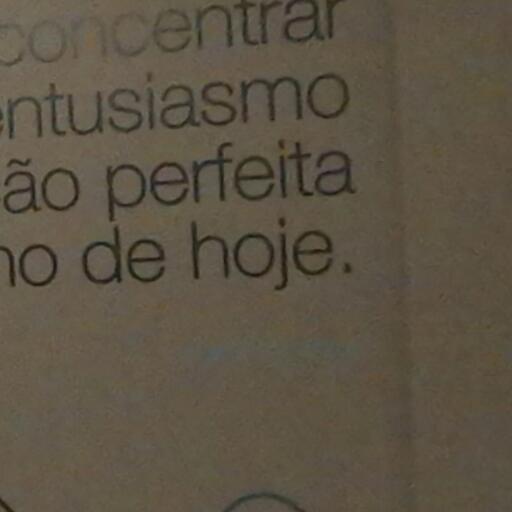 concentrar
entusiasmo
ão perfeita
no de hoje.